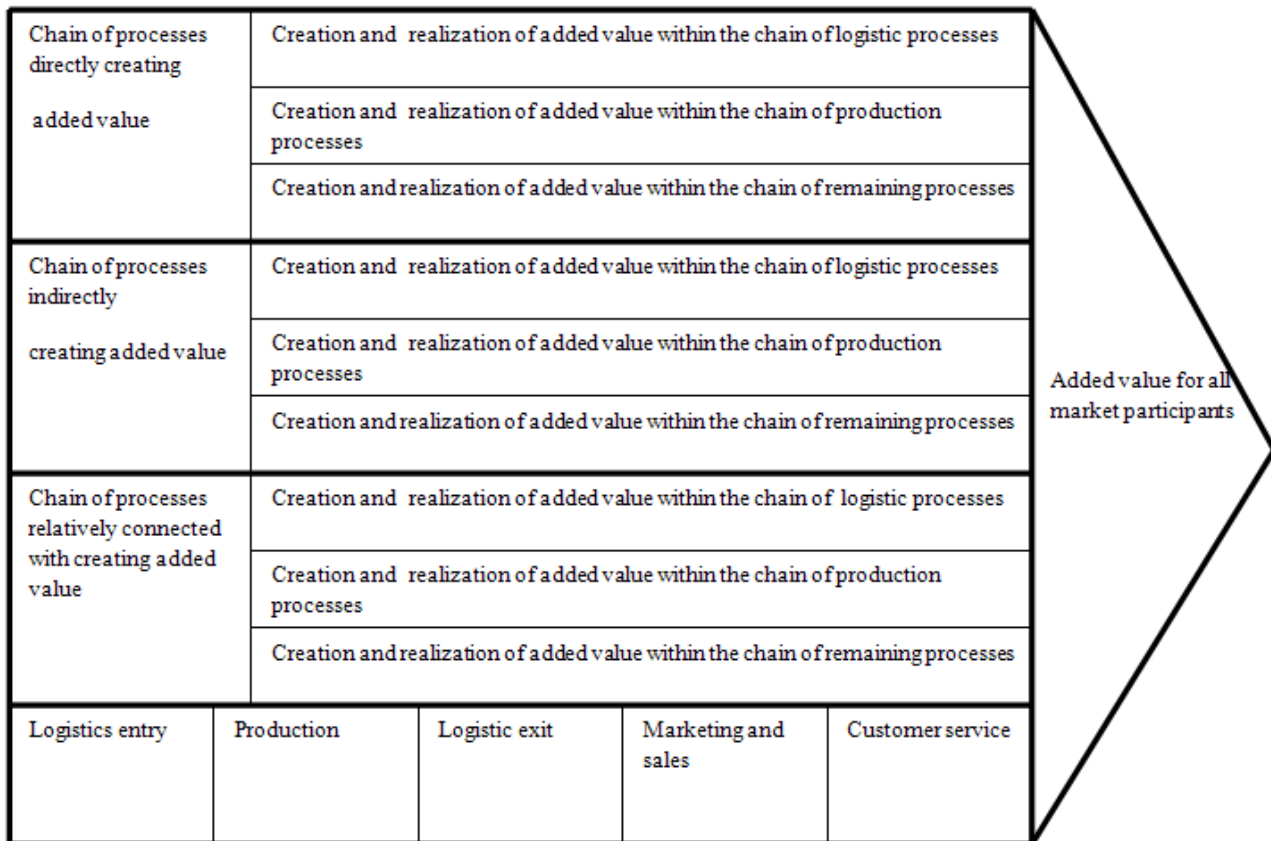 Chain of processes
directly creating
added value
Creation and realization of added value within the chain of logistic processes
Creation and realization of added value within the chain of production
processes
Creation and realization of added value within the chain of remaining processes
Chain of processes
indirectly
creating added value
Creation and realization of added value within the chain of logistic processes
Creation and realization of added value within the chain of production
processes
Creation and realization of added value within the chain of remaining processes
Chain of processes
relatively connected
with creating added
value
Creation and realization of added value within the chain of logistic processes
Creation and realization of added value within the chain of production
processes
Creation and realization of added value within the chain of remaining processes
Added value for all
market participants
Logistics entry
Production
Logistic exit
Marketing and
sales
Customer service